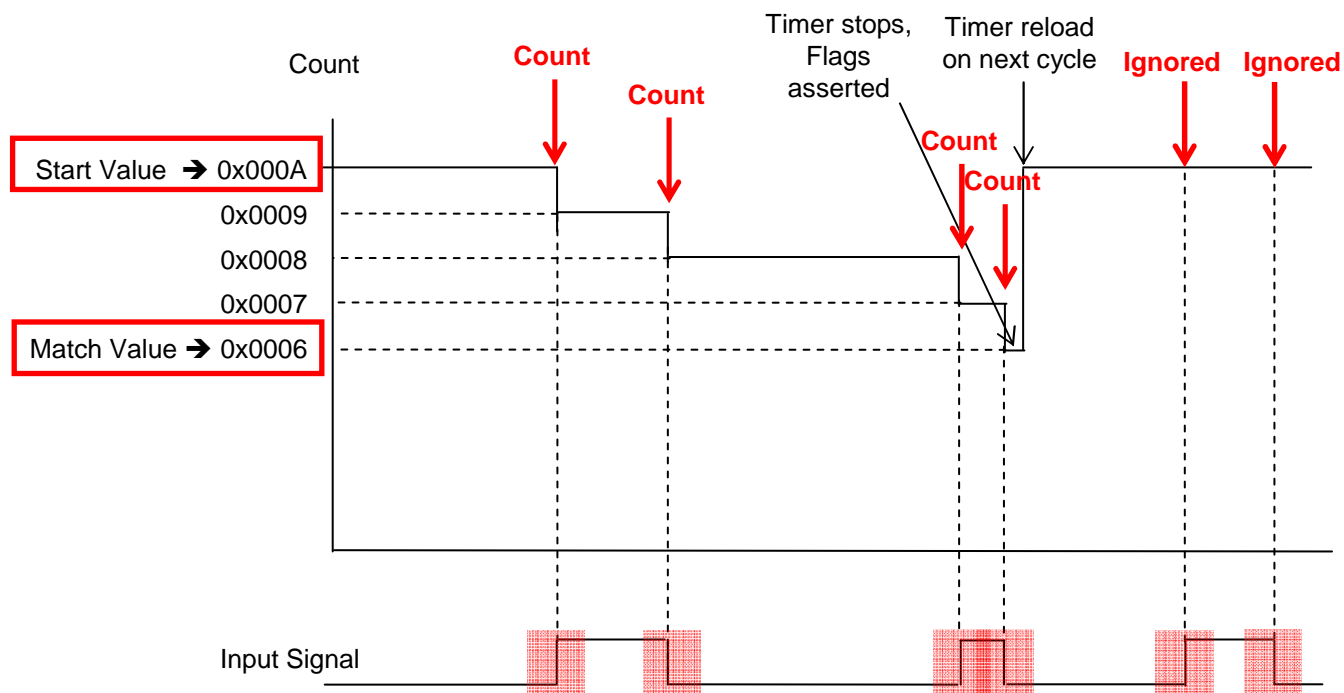 Count
Count
Count
Timer stops,
Flags
asserted
Timer reload
on next cycle
Ignored
Ignored
Count
Count
Start Value ➔ 0x000A
0x0009
0x0008
0x0007
Match Value ➔ 0x0006
Input Signal